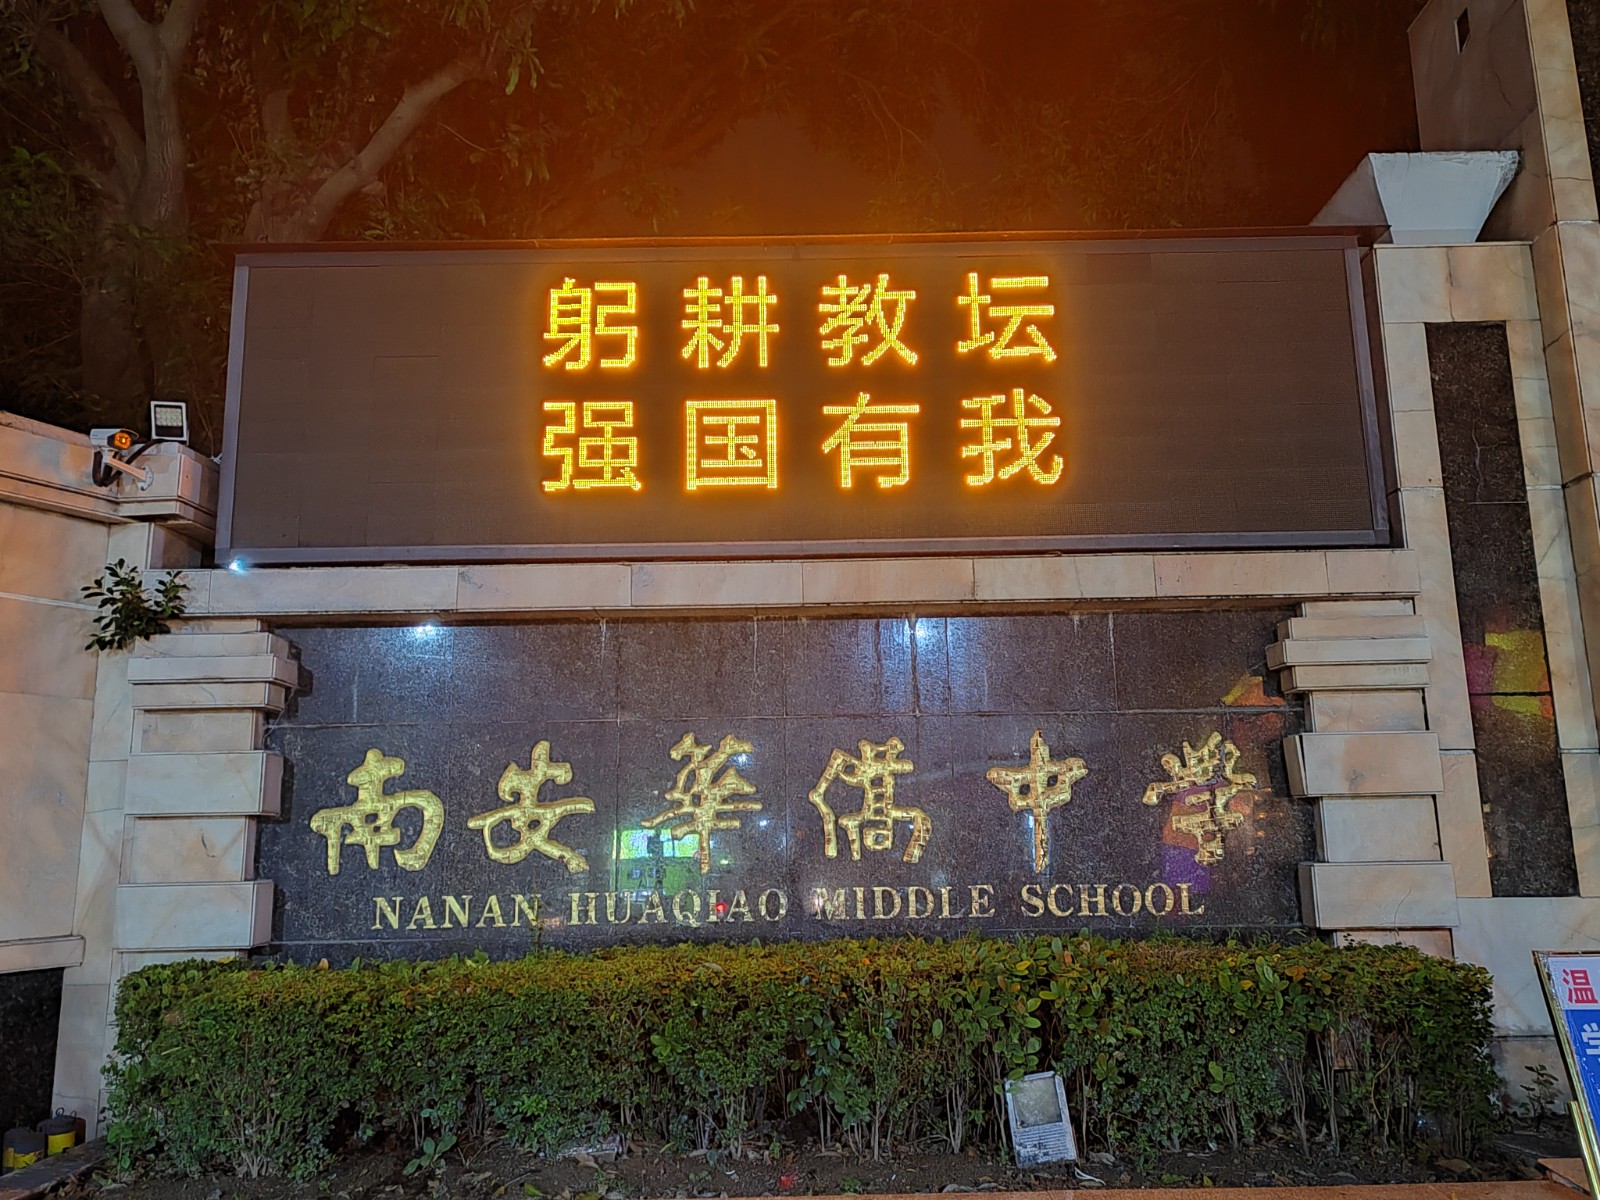 躬耕教坛
强国有我
南安華僑中學
NANAN HUAQIAO MIDDLE SCHOOL
温
学